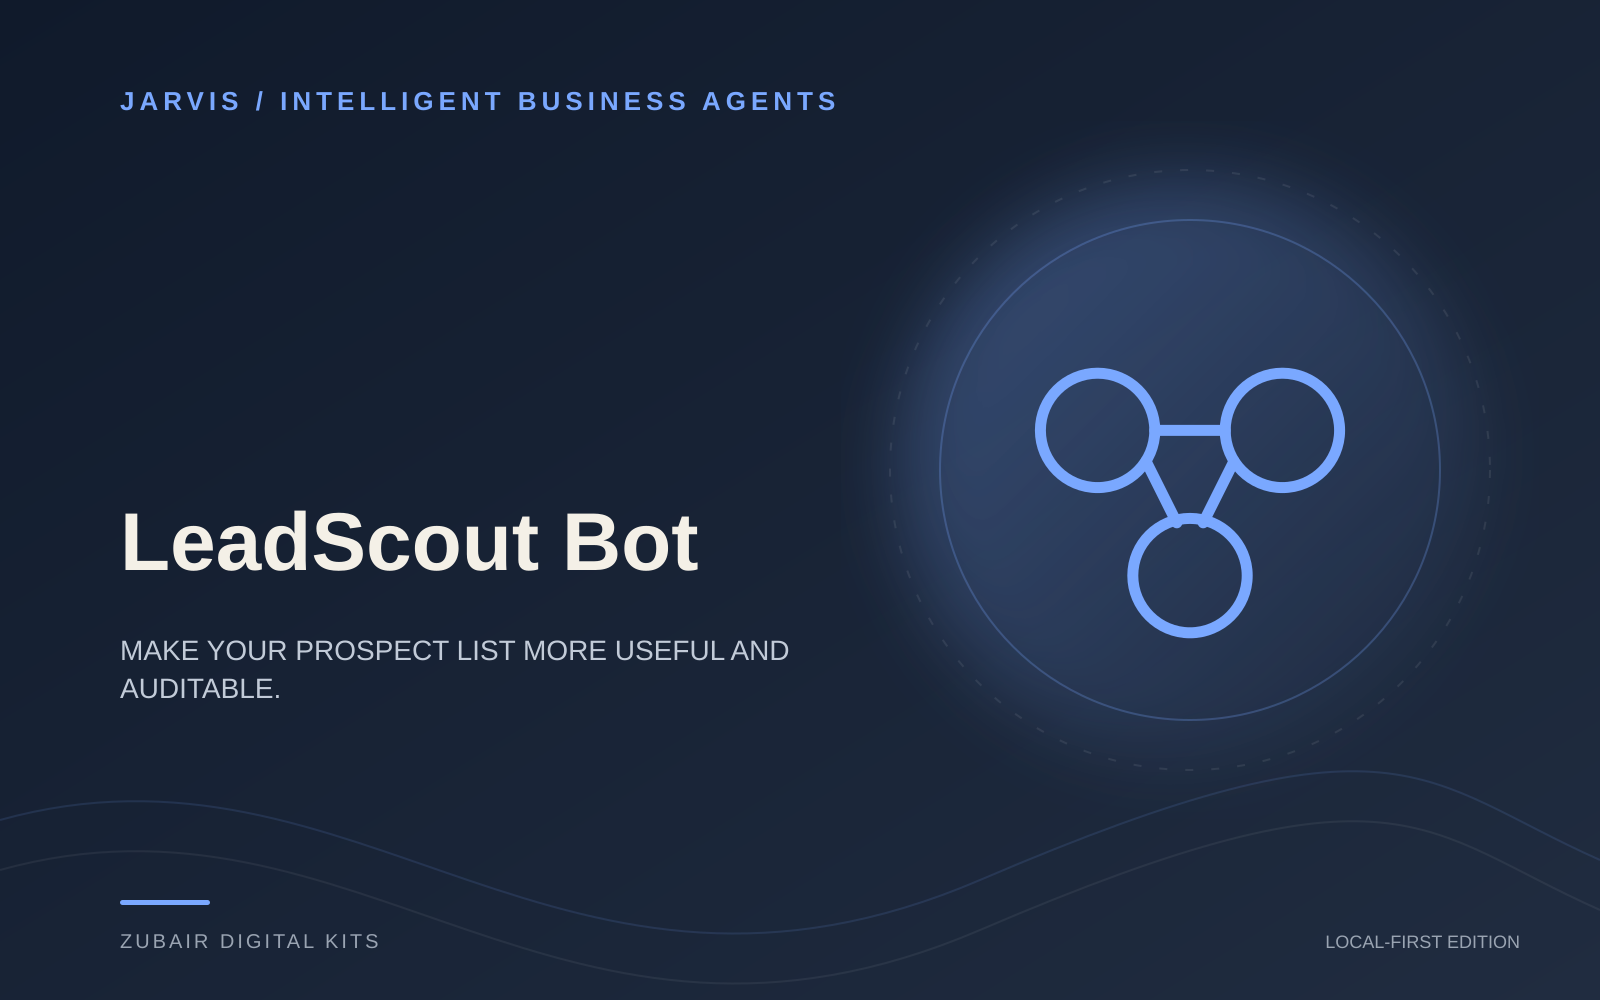 JARVIS / INTELLIGENT BUSINESS AGENTS
LeadScout Bot
MAKE YOUR PROSPECT LIST MORE USEFUL AND
AUDITABLE.
ZUBAIR DIGITAL KITS
LOCAL-FIRST EDITION